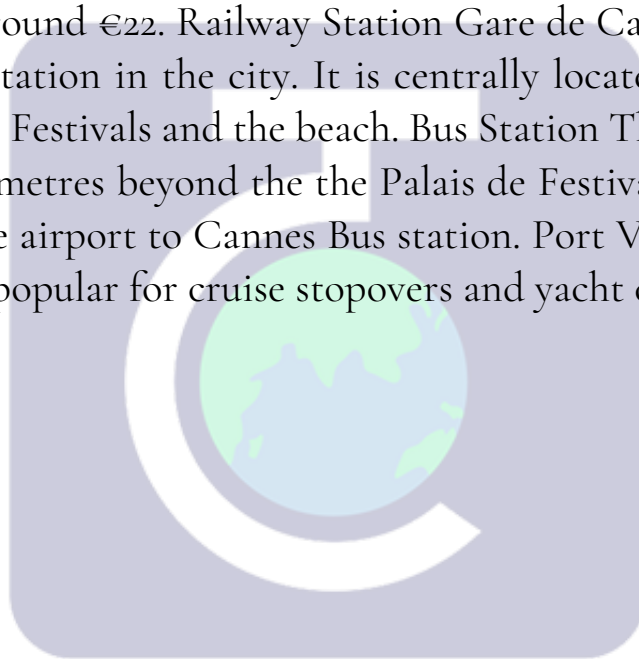 ound €22. Railway Station Gare de Ca
tation in the city. It is centrally locat
Festivals and the beach. Bus Station T
metres beyond the the Palais de Festiv
e airport to Cannes Bus station. Port V
popular for cruise stopovers and yacht